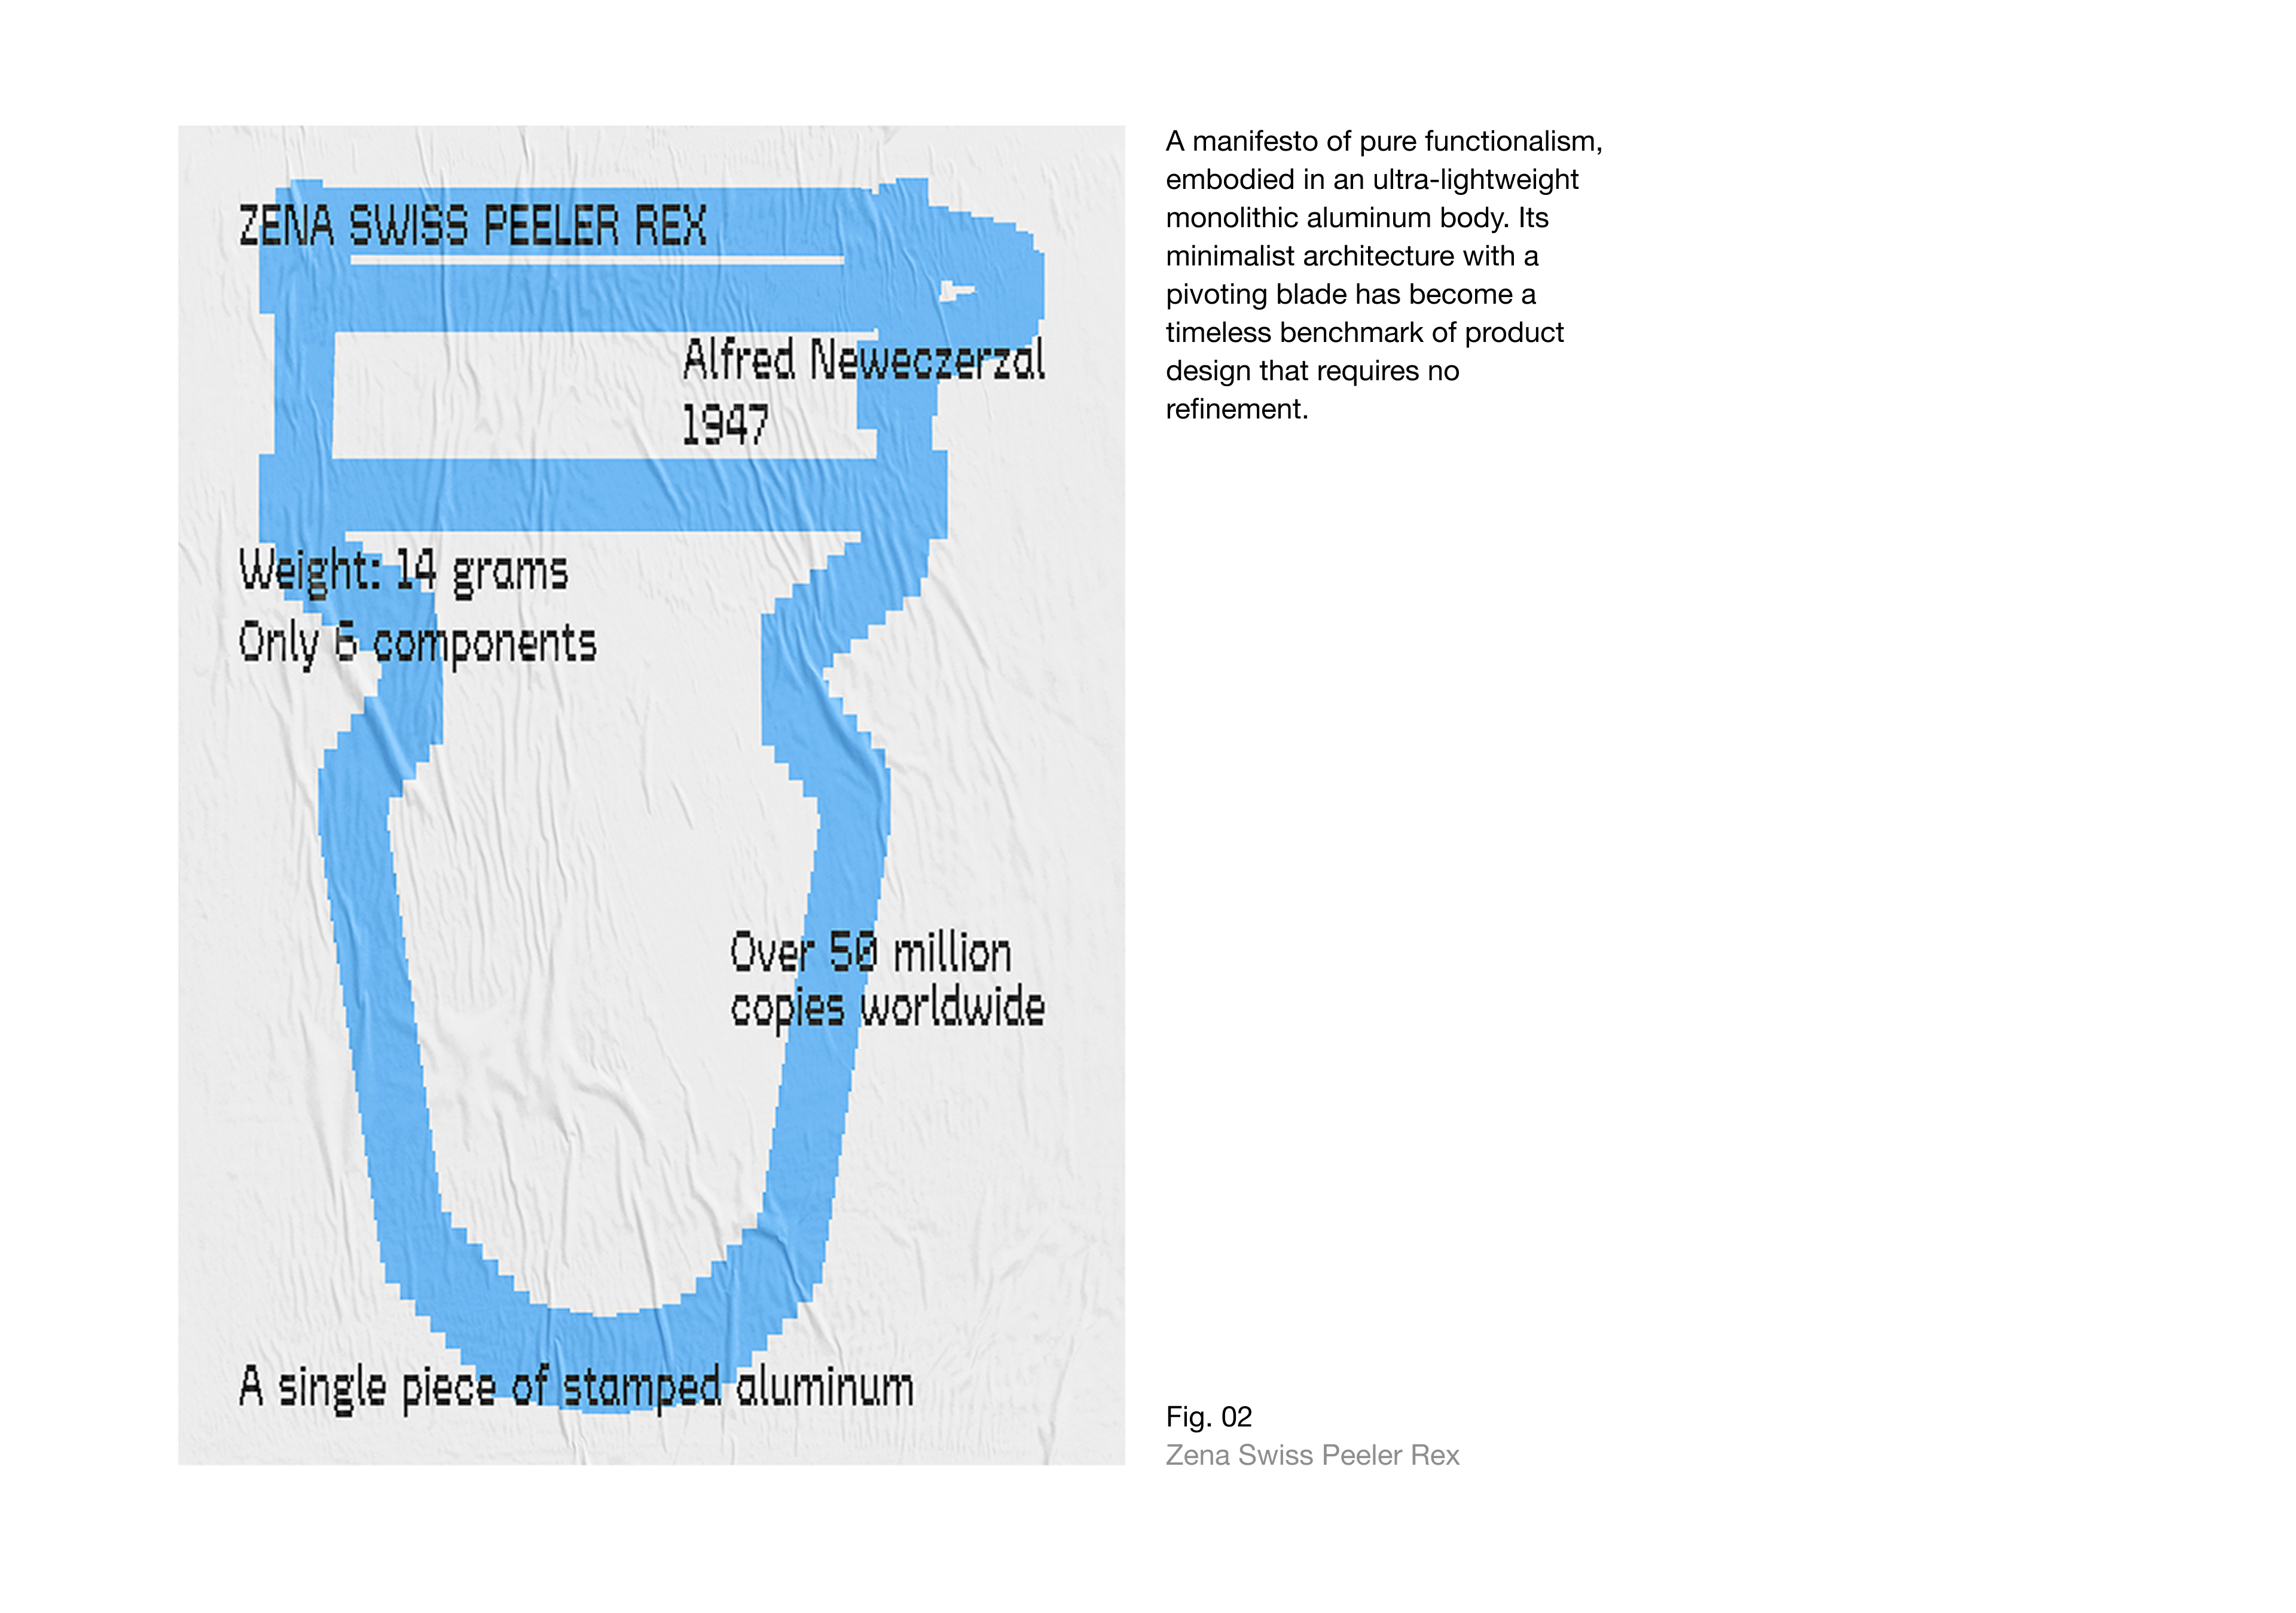 ZENA SWISS PEELER REX
Alfred Neweczerzal
1947
Weight: 14 grams
Only 6 components
Over 50 million
copies worldwide
A single piece of stamped aluminum
A manifesto of pure functionalism,
embodied in an ultra-lightweight
monolithic aluminum body. Its
minimalist architecture with a
pivoting blade has become a
timeless benchmark of product
design that requires no
refinement.
Fig. 02
Zena Swiss Peeler Rex